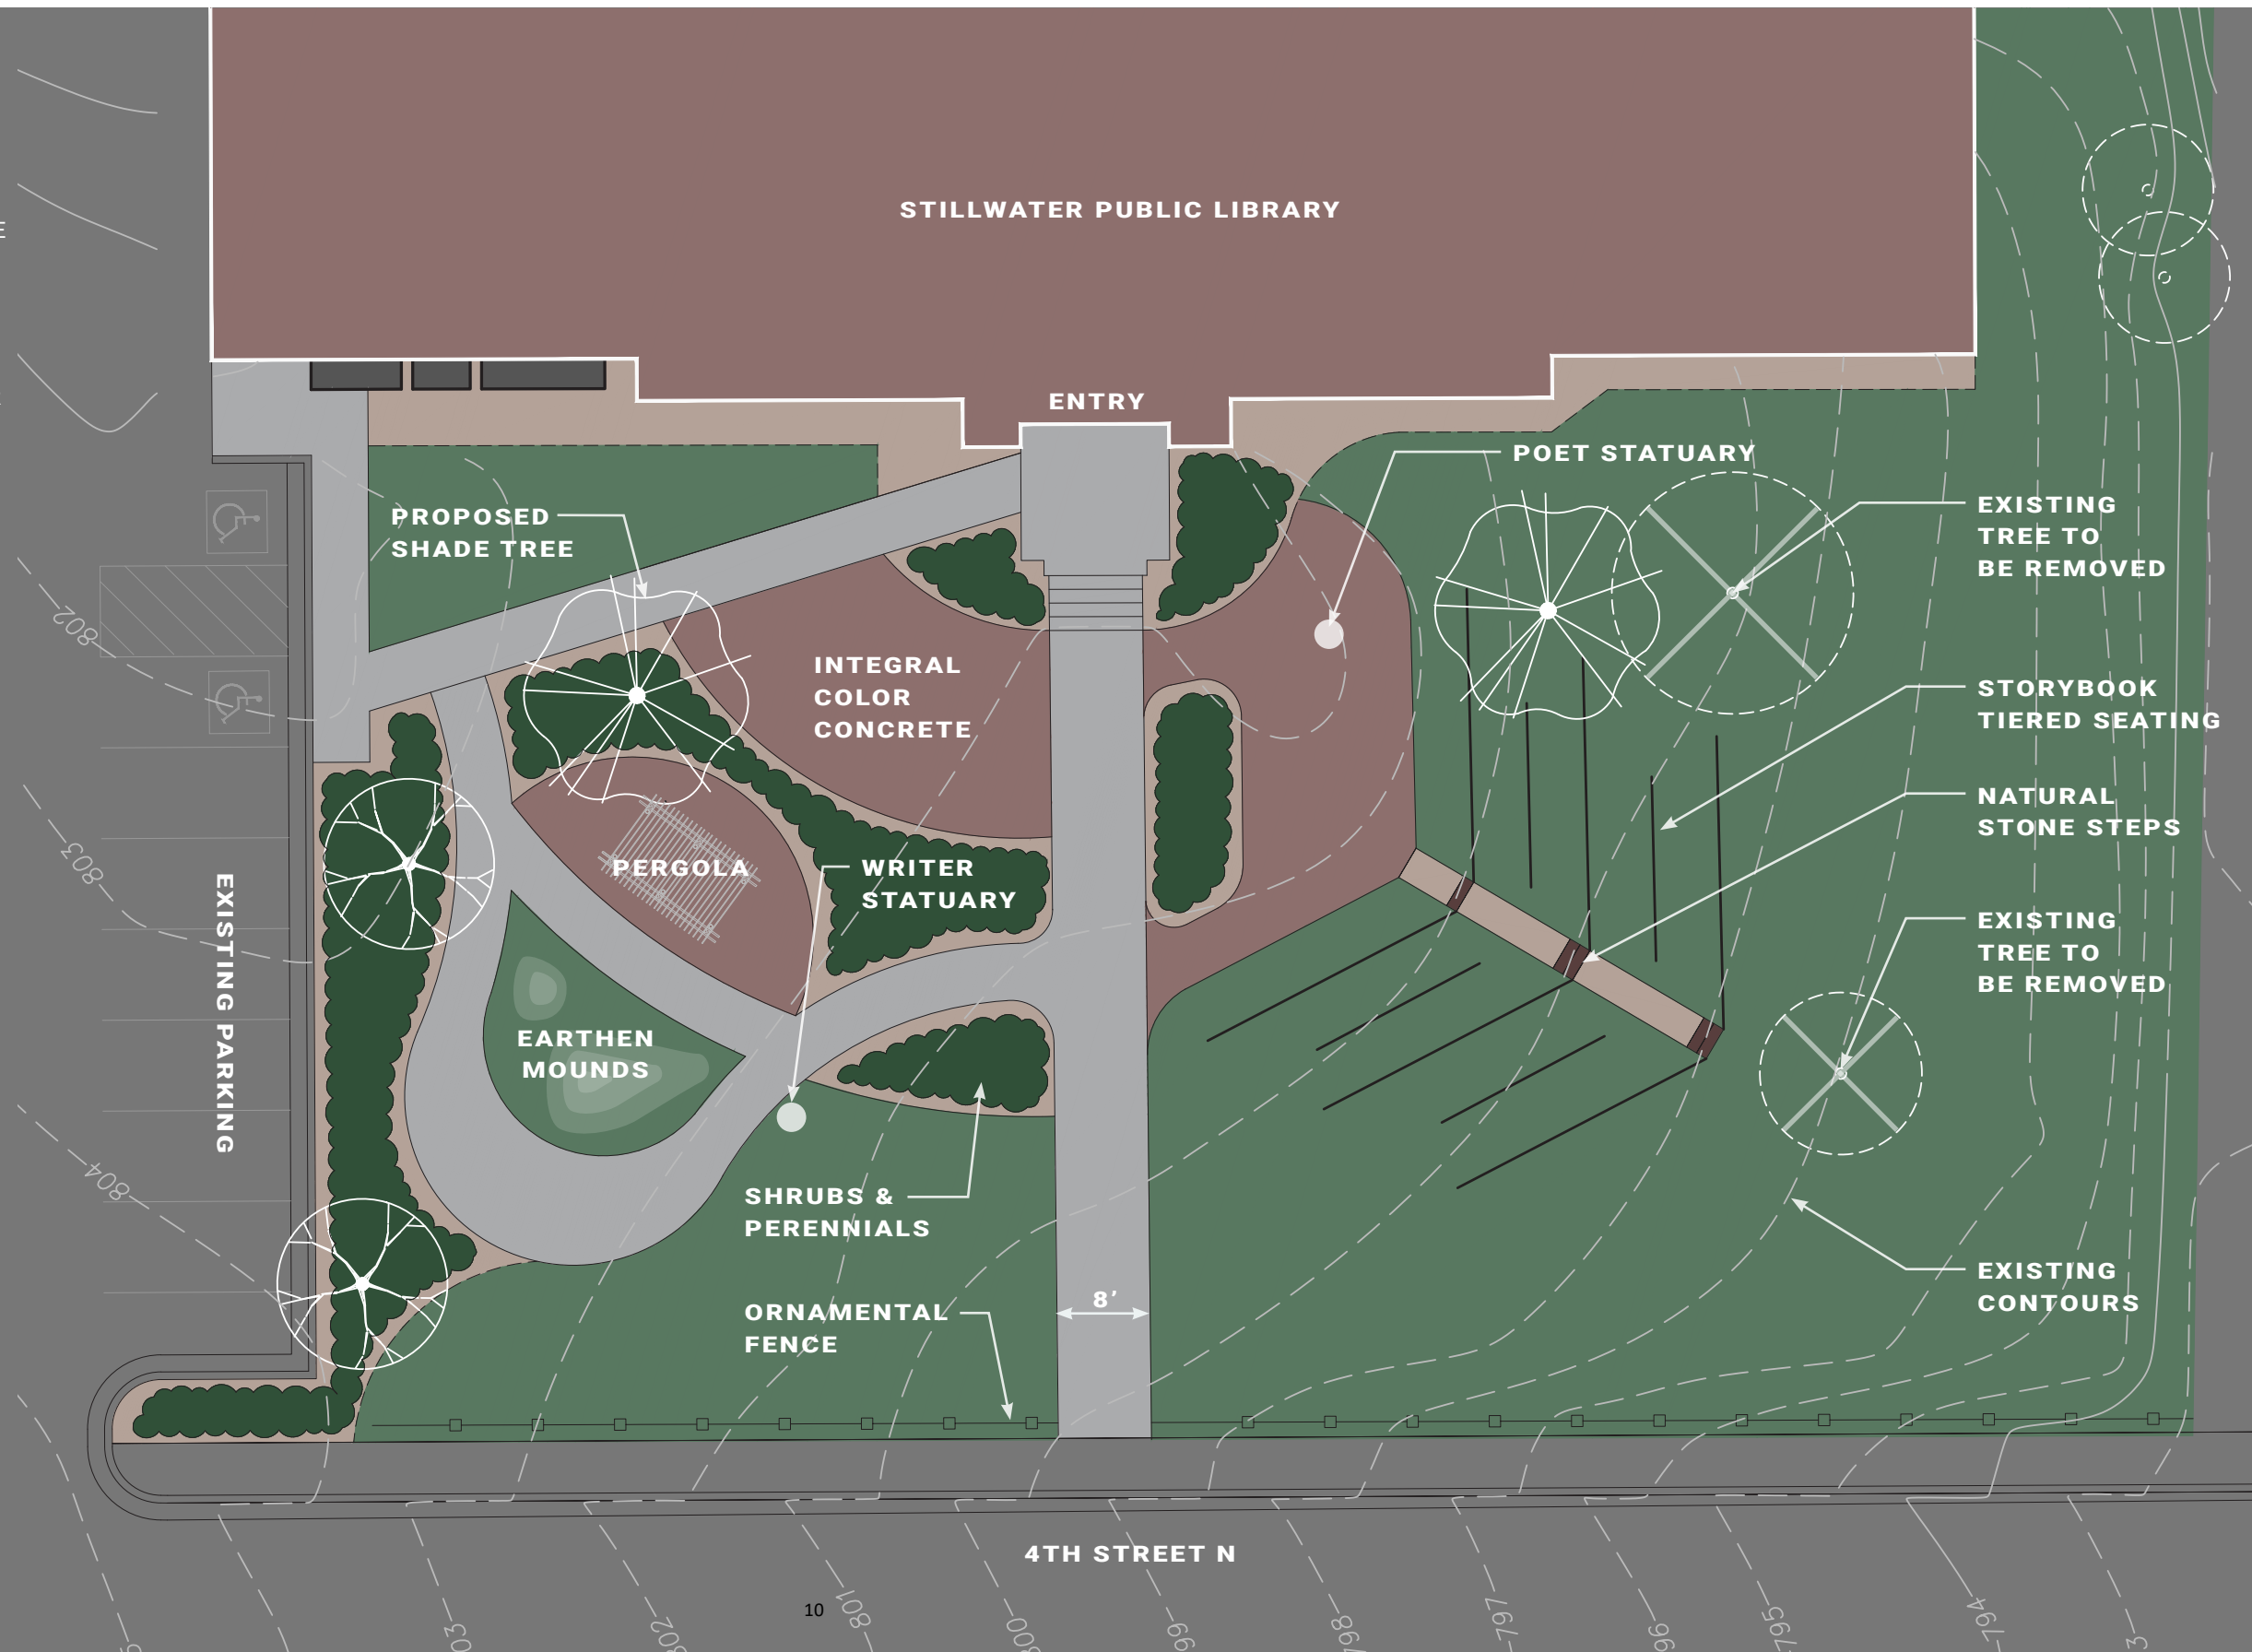 STILLWATER PUBLIC LIBRARY
ENTRY
POET STATUARY
PROPOSED
SHADE TREE
EXISTING
TREE TO
BE REMOVED
INTEGRAL
COLOR
CONCRETE
STORYBOOK
TIERED SEATING
NATURAL
STONE STEPS
PERGOLA
WRITER
STATUARY
EXISTING
TREE TO
BE REMOVED
EARTHEN
MOUNDS
EXISTING PARKING
SHRUBS &
PERENNIALS
EXISTING
CONTOURS
ORNAMENTAL
FENCE
8’
4TH STREET N
10
802
803
804
801
797
795
794